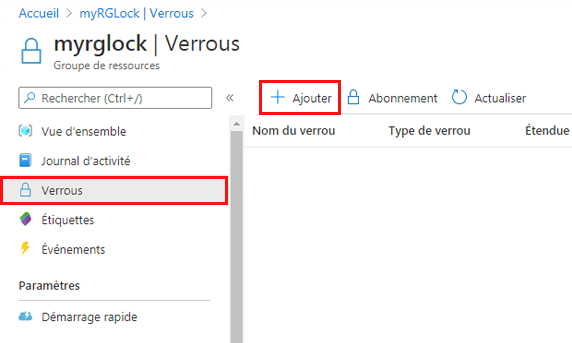 Accueil > myRGLock | Verrous >
myrglock | Verrous
Groupe de ressources
Rechercher (Ctrl+/)
«
Ajouter
Abonnement
Actualiser
Vue d'ensemble
Journal d'activité
Verrous
Étiquettes
Événements
Paramètres
Démarrage rapide
Nom du verrou
Type de verrou
Étendue